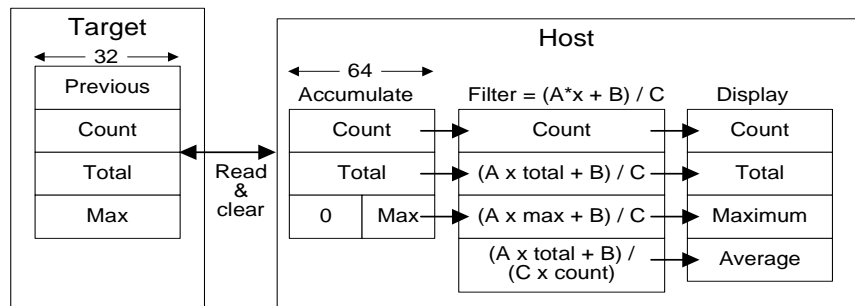 Target
32
Previous
Count
Total
Max
Read
&
clear
Host
64
Accumulate
Count
Total
0
Max
Filter = (A*x + B) / C
Count
(A x total + B) / C
(A x max + B) / C
(A x total + B) /
(C x count)
Display
Count
Total
Maximum
Average